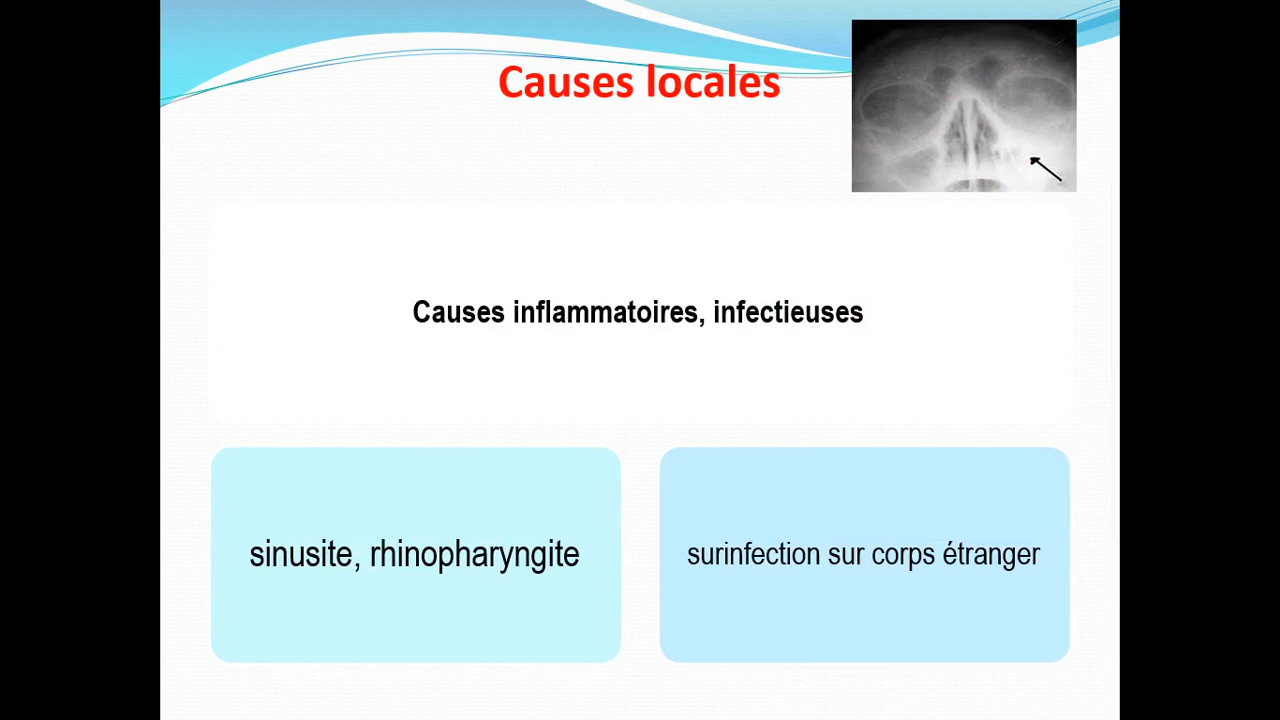 Causes locales
Causes inflammatoires, infectieuses
sinusite, rhinopharyngite
surinfection sur corps étranger